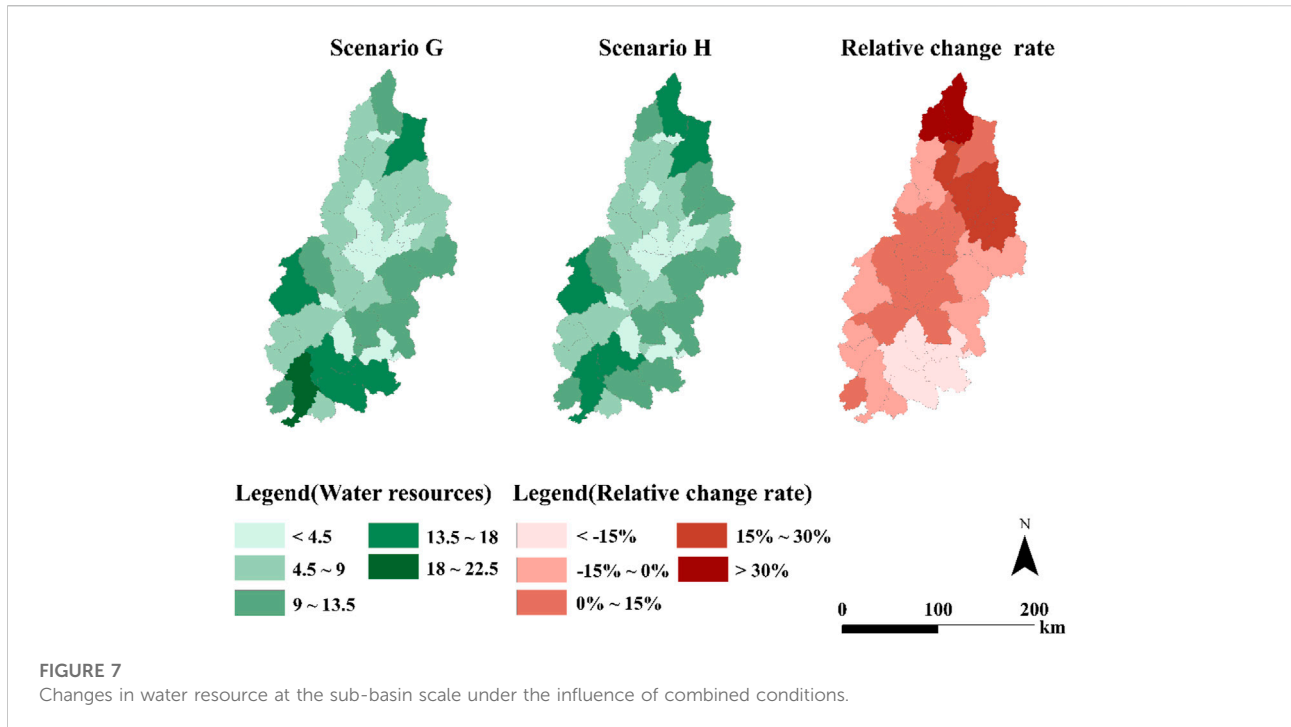 Scenario G
Scenario H
Relative change rate
Legend(Water resources)
< 4.5
4.5 ~ 9
9 ~ 13.5
13.5 ~ 18
18 ~ 22.5
Legend(Relative change rate)
< -15%
-15% ~ 0%
0% ~ 15%
15% ~ 30%
> 30%
N
0 100 200
km
FIGURE 7
Changes in water resource at the sub-basin scale under the influence of combined conditions.